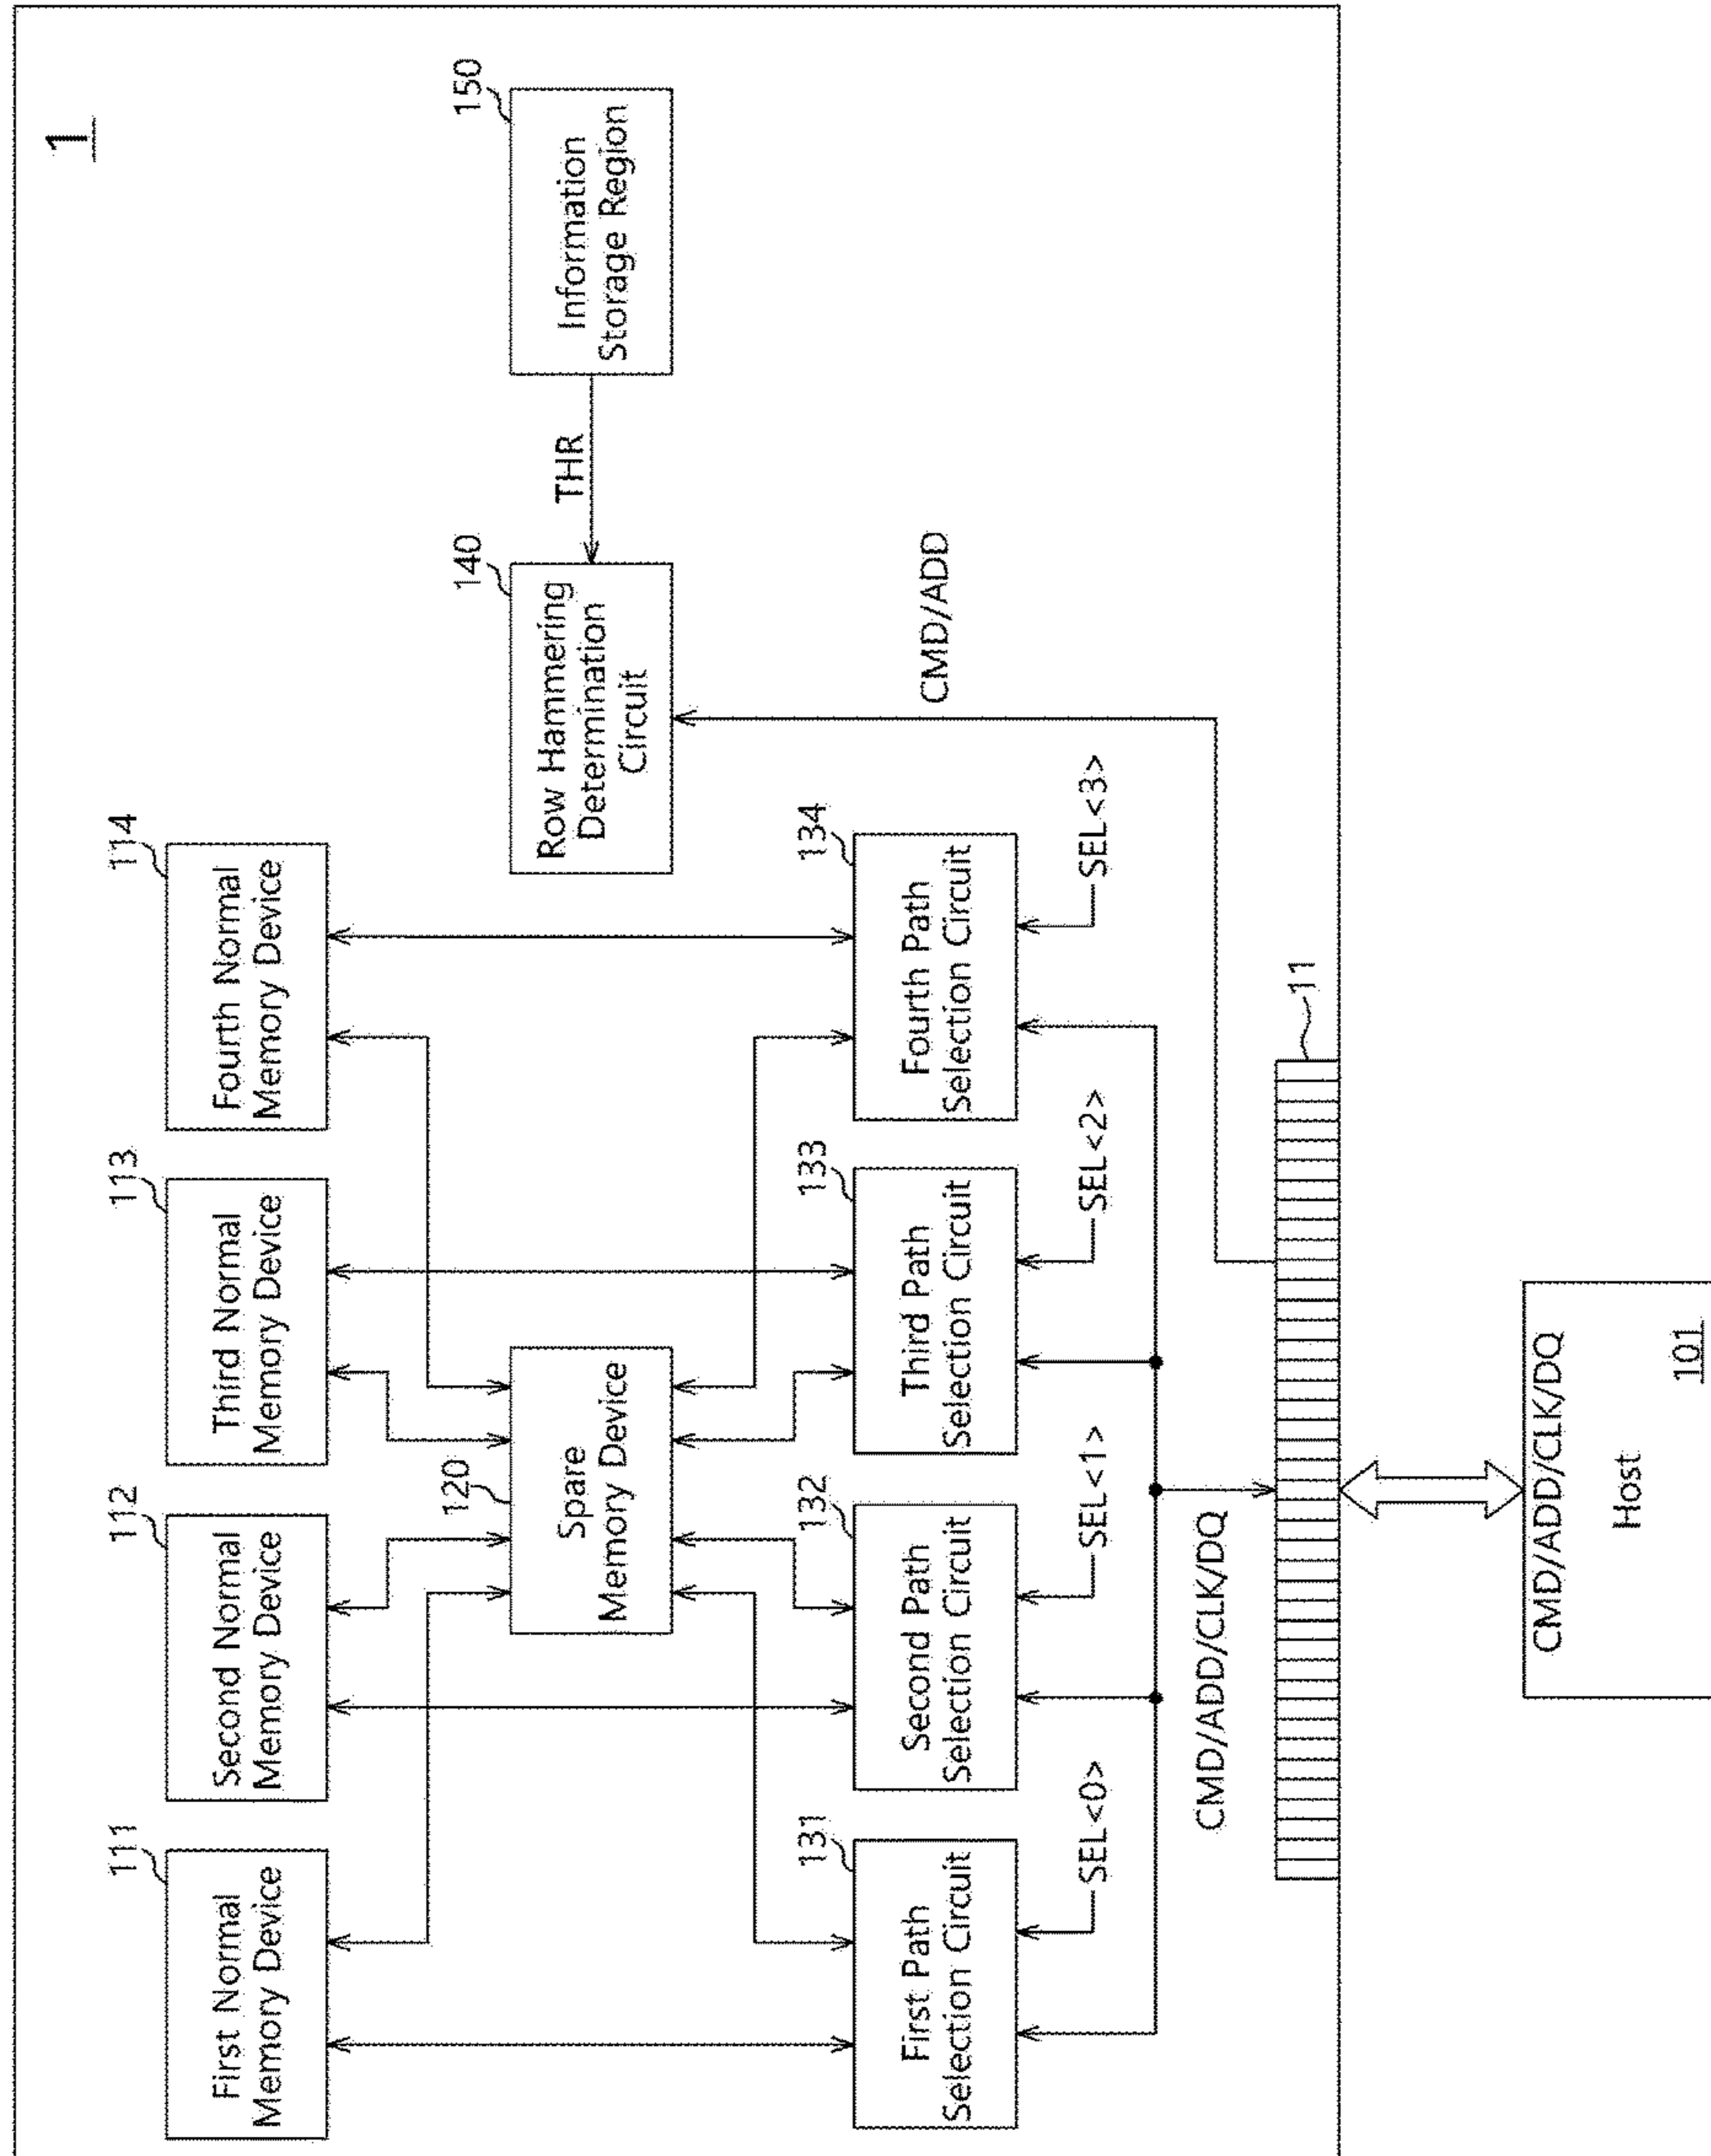 1
111
First Normal
Memory Device
112
Second Normal
Memory Device
113
Third Normal
Memory Device
114
Fourth Normal
Memory Device
120
Spare
Memory Device
140
Row Hammering
Determination
Circuit
THR
150
Information
Storage Region
131
First Path
Selection Circuit
132
Second Path
Selection Circuit
133
Third Path
Selection Circuit
134
Fourth Path
Selection Circuit
CMD/ADD
SEL<0>
SEL<1>
SEL<2>
SEL<3>
CMD/ADD/CLK/DQ
11
CMD/ADD/CLK/DQ
Host
101